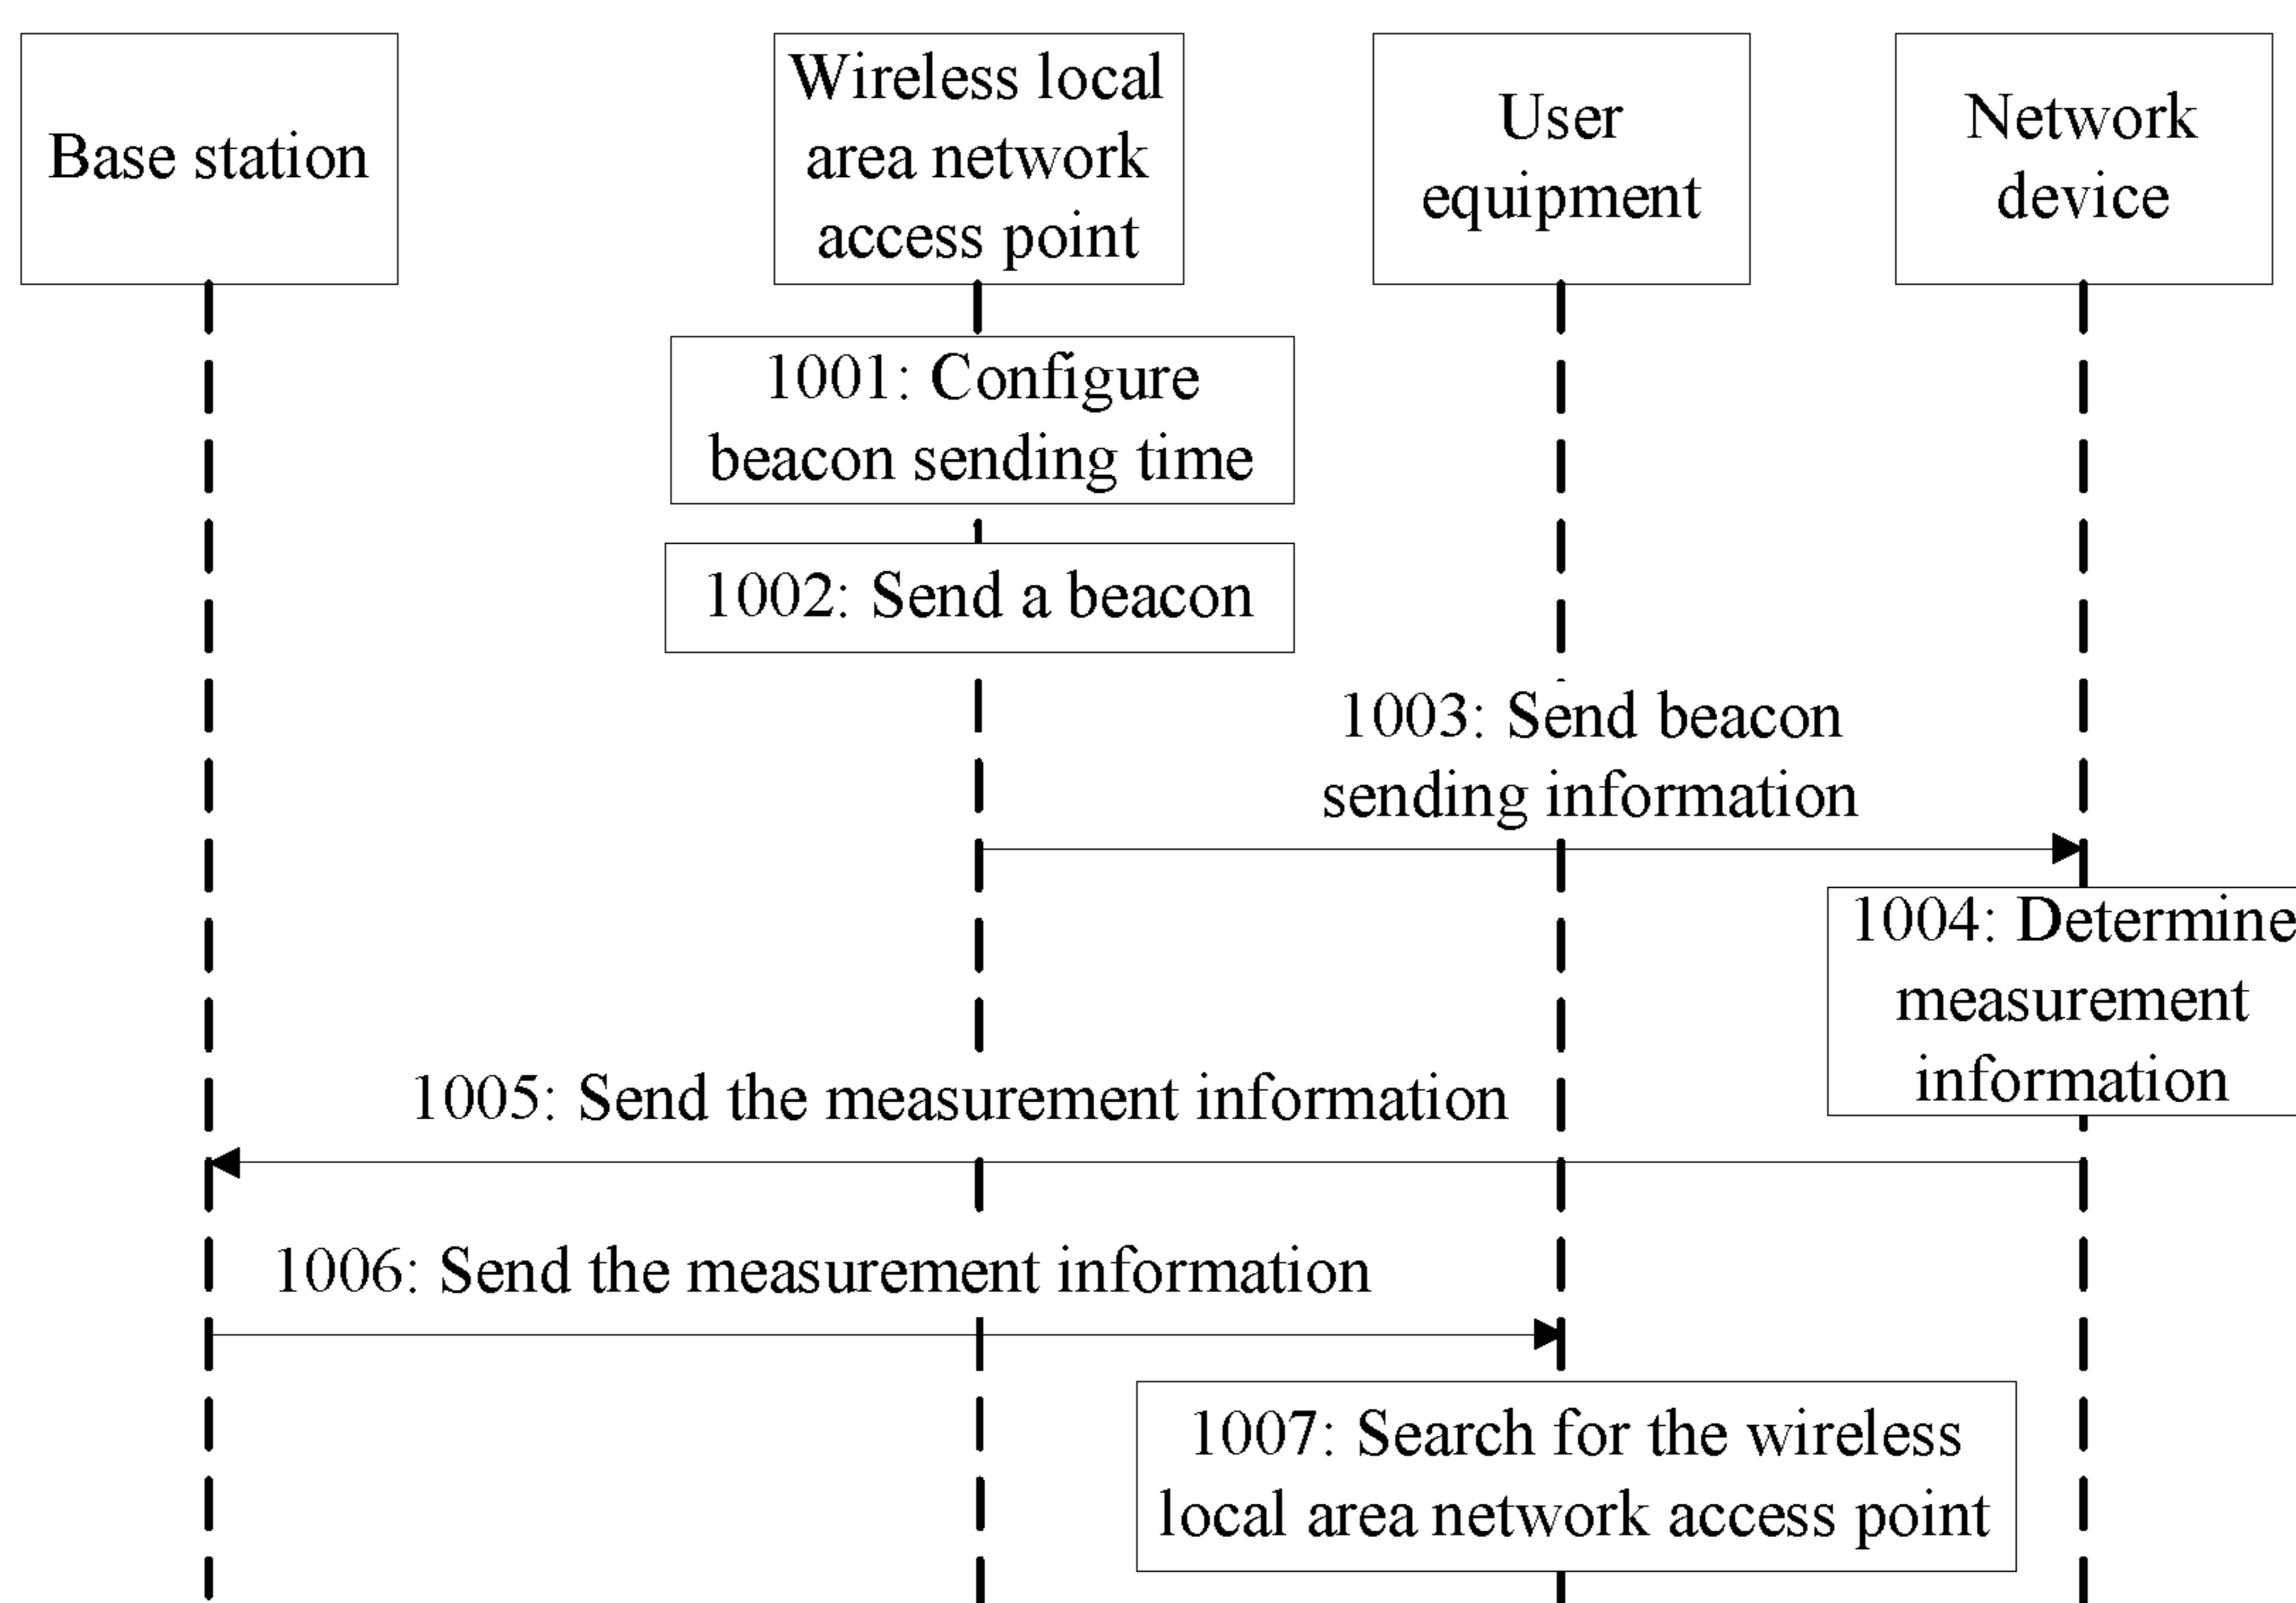 Base station
Wireless local
area network
access point
User
equipment
Network
device
1001: Configure
beacon sending time
1002: Send a beacon
1003: Send beacon
sending information
1004: Determine
measurement
information
1005: Send the measurement information
1006: Send the measurement information
1007: Search for the wireless
local area network access point